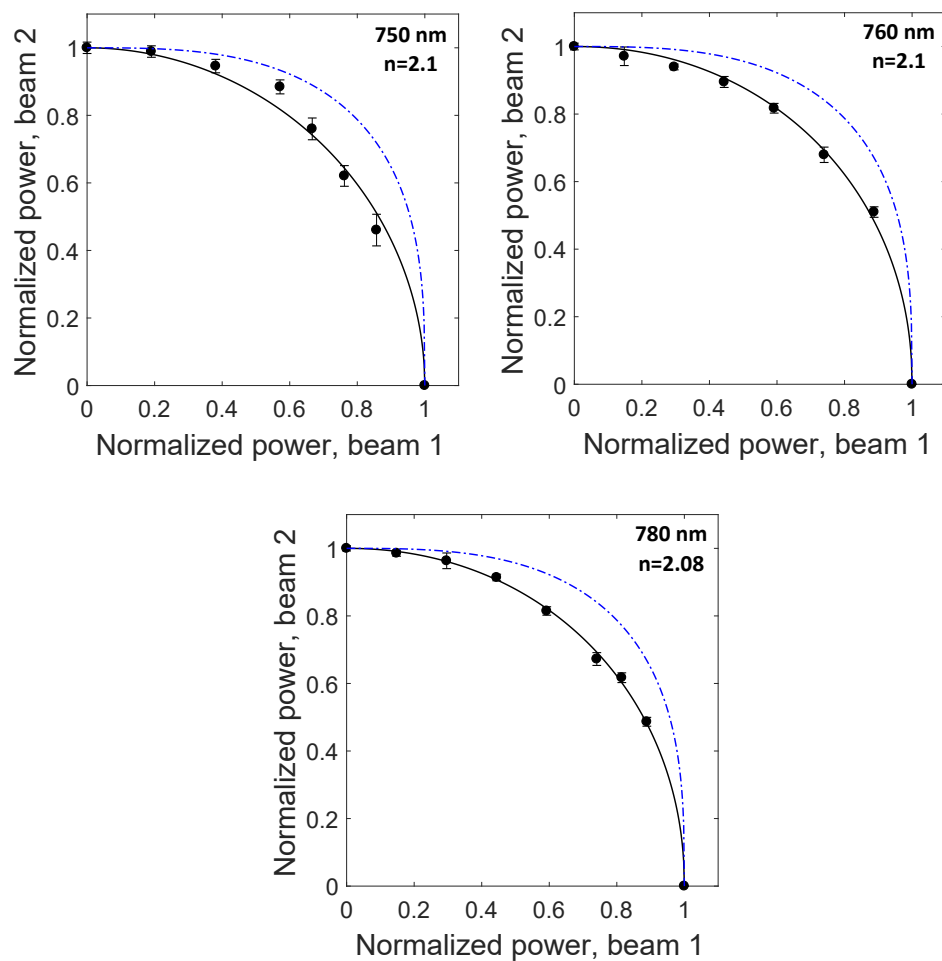 750 nm
n=2.1
Normalized power, beam 2
1
0.8
0.6
0.4
0.2
0
0 0.2 0.4 0.6 0.8 1
Normalized power, beam 1
760 nm
n=2.1
Normalized power, beam 2
1
0.8
0.6
0.4
0.2
0
0 0.2 0.4 0.6 0.8 1
Normalized power, beam 1
780 nm
n=2.08
Normalized power, beam 2
1
0.8
0.6
0.4
0.2
0
0 0.2 0.4 0.6 0.8 1
Normalized power, beam 1